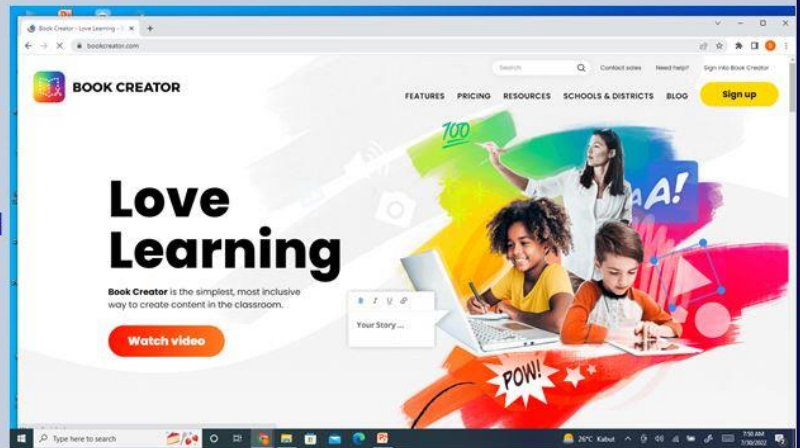 Book Creator - Love Learning -
bookcreator.com
Search
Contact sales
Need help?
Sign into Book Creator
BOOK CREATOR
FEATURES
PRICING
RESOURCES
SCHOOLS & DISTRICTS
BLOG
Sign up
100
AA!
Love
Learning
Book Creator is the simplest, most inclusive
way to create content in the classroom.
B I U
Your Story ...
Watch video
POW!
Type here to search
26°C Kabut
7:50 AM
7/30/2022